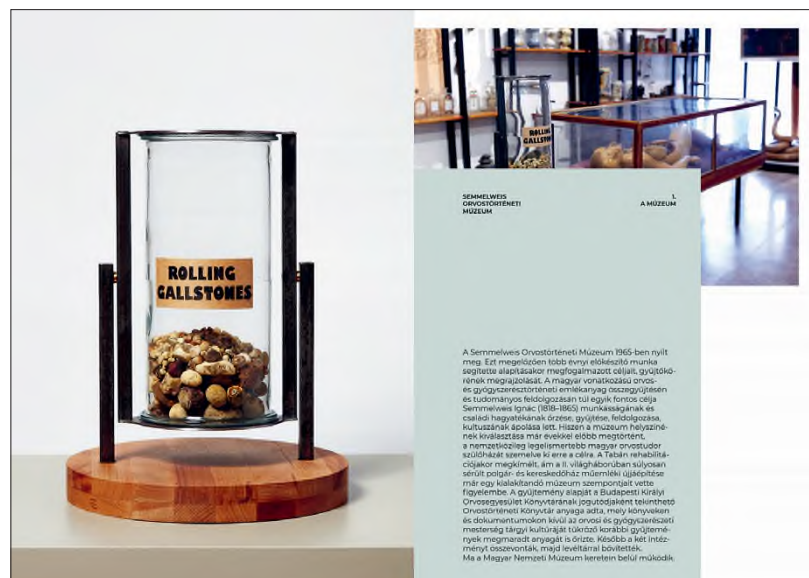 ROLLING
GALLSTONES
ROLLING
GALLSTONES
SEMMELWEIS
ORVOSTÖRTÉNETI
MÚZEUM
1.
A MÚZEUM
A Semmelweis Orvostörténeti Múzeum 1965-ben nyílt
meg. Ezt megelőzően több évnyi előkészítő munka
segítette alapításakor megfogalmazott céljait, gyűjtőkö-
rének megrajzolását. A magyar vonatkozású orvos-
és gyógyszerésztörténeti emlékanyag összegyűjtésén
és tudományos feldolgozásán túl egyik fontos célja
Semmelweis Ignác (1818–1865) munkásságának és
családi hagyatékának őrzése, gyűjtése, feldolgozása,
kultuszának ápolása lett. Hiszen a múzeum helyszíné-
nek kiválasztása már évekkel előbb megtörtént,
a nemzetközileg legelismertebb magyar orvostudor
szülőházát szemelve ki erre a célra. A Tabán rehabilitá-
ciójakor megkímélt, ám a II. világháborúban súlyosan
sérült polgár- és kereskedőház műemléki újjáépítése
már egy kialakítandó múzeum szempontjait vette
figyelembe. A gyűjtemény alapját a Budapesti Királyi
Orvosegyesület Könyvtárának jogutódjaként tekinthető
Orvostörténeti Könyvtár anyaga adta, mely könyveken
és dokumentumokon kívül az orvosi és gyógyszerészeti
mesterség tárgyi kultúráját tükröző korábbi gyűjtemé-
nyek megmaradt anyagát is őrizte. Később a két intéz-
ményt összevonták, majd levéltárral bővítették.
Ma a Magyar Nemzeti Múzeum keretein belül működik